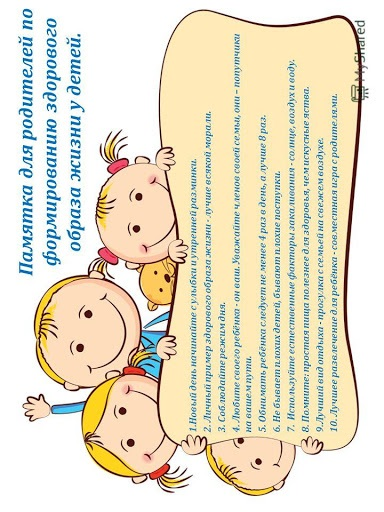 Памятка для родителей по
формированию здорового
образа жизни у детей.
1.Новый день начинайте с улыбки и утренней разминки.
2. Личный пример здорового образа жизни - лучше всякой морали.
3. Соблюдайте режим дня.
4. Любите своего ребёнка - он ваш. Уважайте членов своей семьи, они - попутчики
на вашем пути.
5. Обнимать ребёнка следует не менее 4 раз в день, а лучше 8 раз.
6. Не бывает плохих детей, бывают плохие поступки.
7. Используйте естественные факторы закаливания - солнце, воздух и воду.
8. Помните: простая пища полезнее для здоровья, чем искусные яства.
9. Лучший вид отдыха - прогулка с семьей на свежем воздухе.
10. Лучшее развлечение для ребёнка - совместная игра с родителями.
MyShared